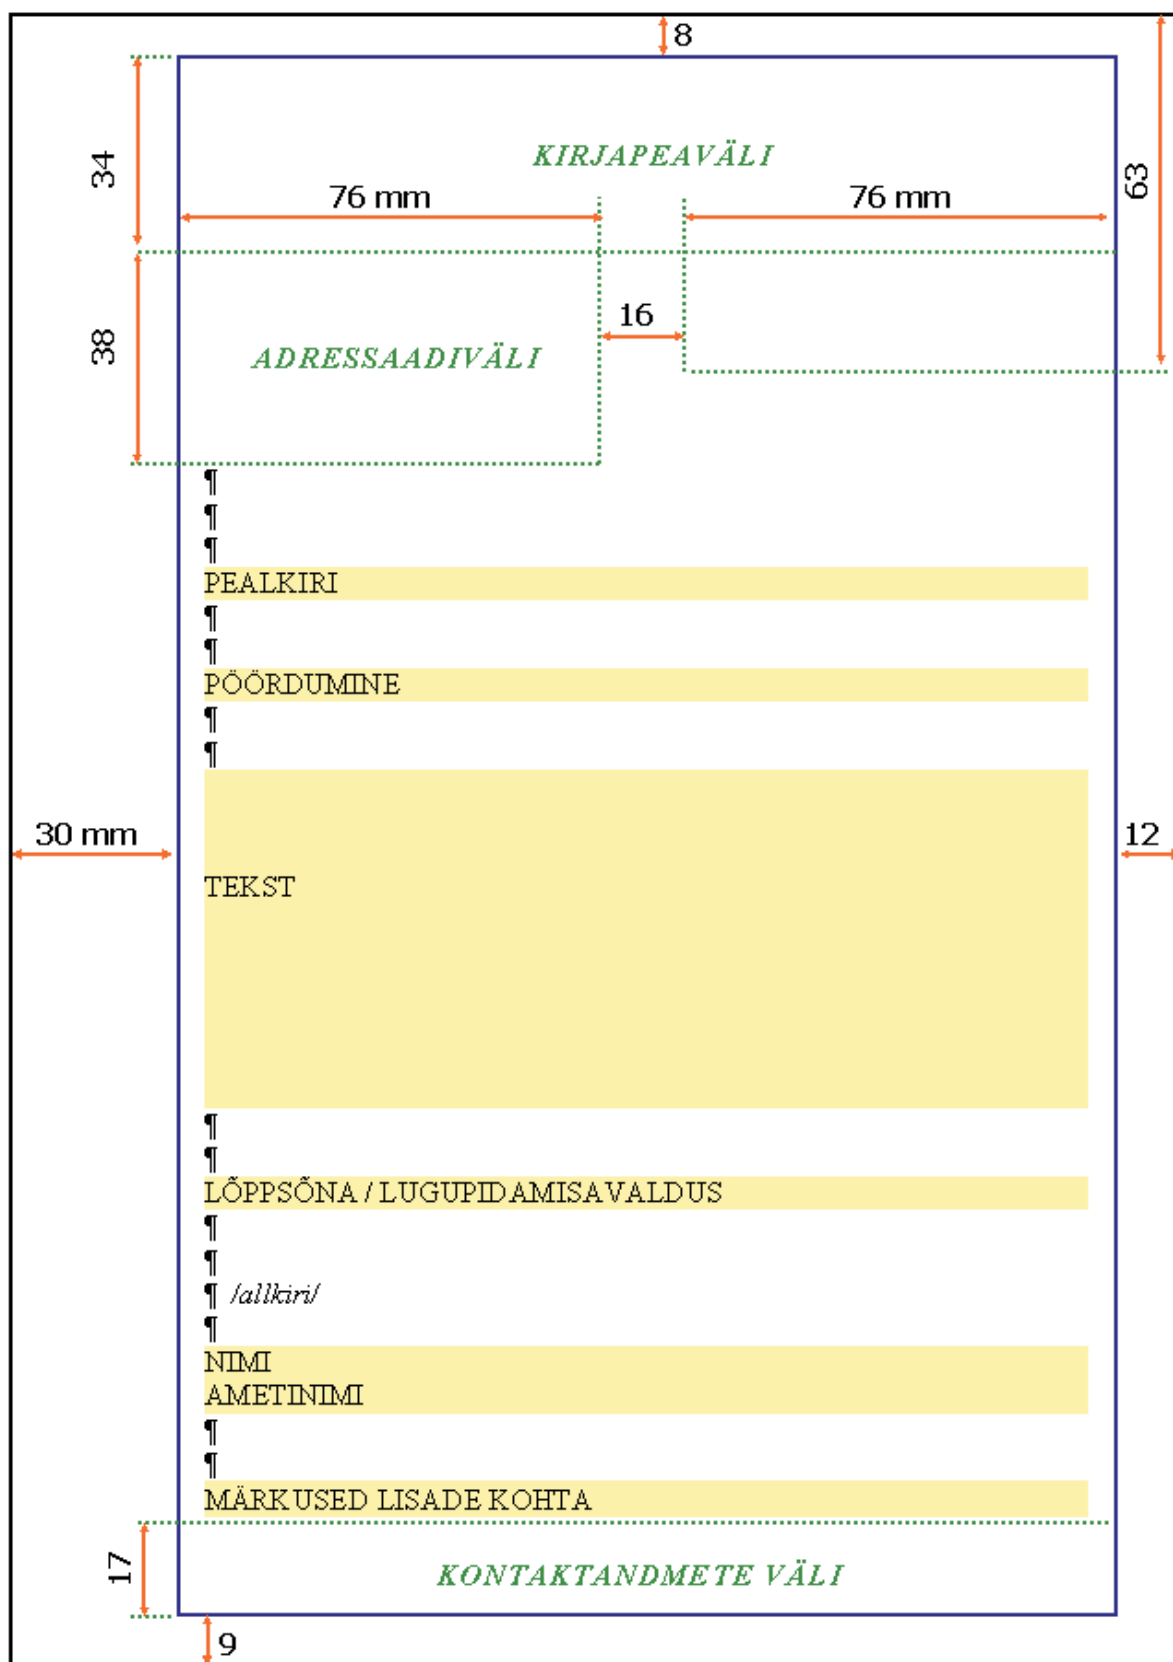 8
34
KIRJAPEAVÄLI
63
76 mm
76 mm
16
38
ADRESSAADIVÄLI
¶
¶
¶
PEALKIRI
¶
¶
PÖÖRDUMINE
¶
¶
30 mm
12
TEKST
¶
¶
LÕPPSÕNA / LUGUPIDAMISAVALDUS
¶
¶
¶ /allkiri/
¶
NIMI
AMETINIMI
¶
¶
MÄRKUSED LISADE KOHTA
17
KONTAKTANDMETE VÄLI
9